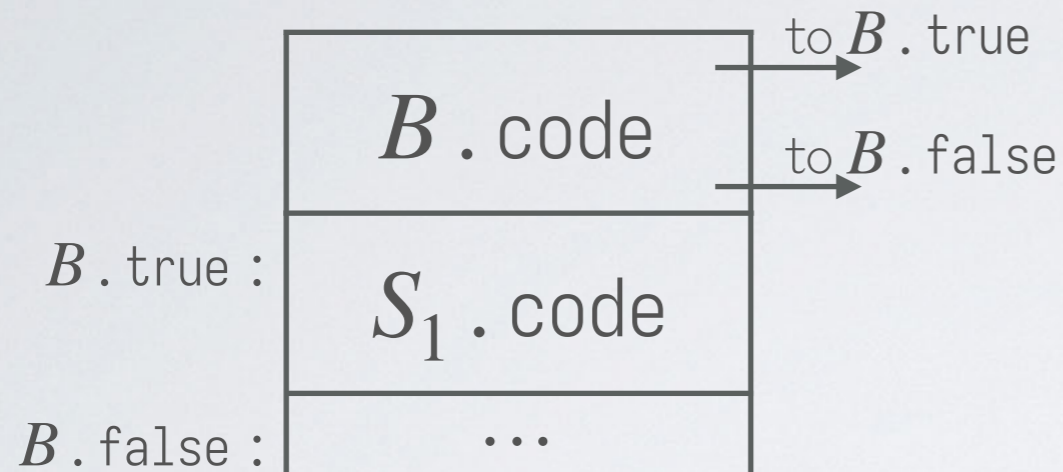 to B.true
B.code
to B.false
B.true:
S₁.code
B.false:
...